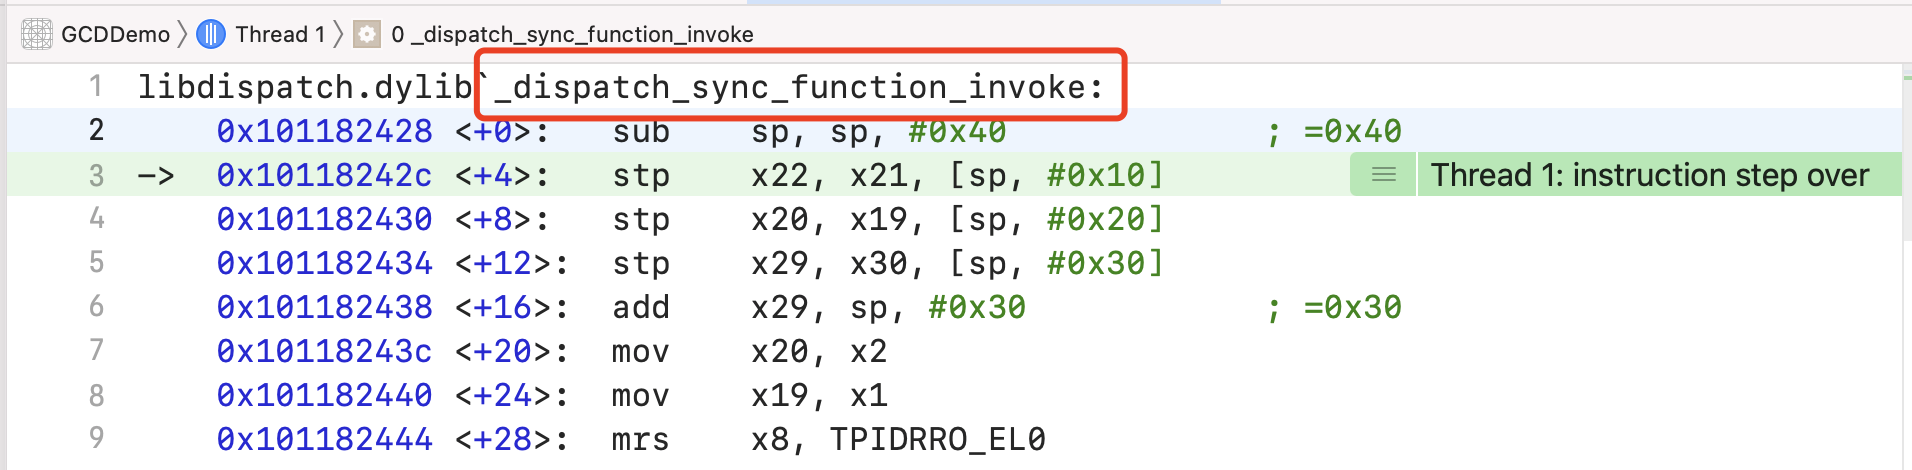 GCDDemo 〉 Thread 1 〉 0 _dispatch_sync_function_invoke
1 libdispatch.dylib`_dispatch_sync_function_invoke:
2 0x101182428 <+0>: sub sp, sp, #0x40 ; =0x40
3 -> 0x10118242c <+4>: stp x22, x21, [sp, #0x10] Thread 1: instruction step over
4 0x101182430 <+8>: stp x20, x19, [sp, #0x20]
5 0x101182434 <+12>: stp x29, x30, [sp, #0x30]
6 0x101182438 <+16>: add x29, sp, #0x30 ; =0x30
7 0x10118243c <+20>: mov x20, x2
8 0x101182440 <+24>: mov x19, x1
9 0x101182444 <+28>: mrs x8, TPIDRRO_EL0